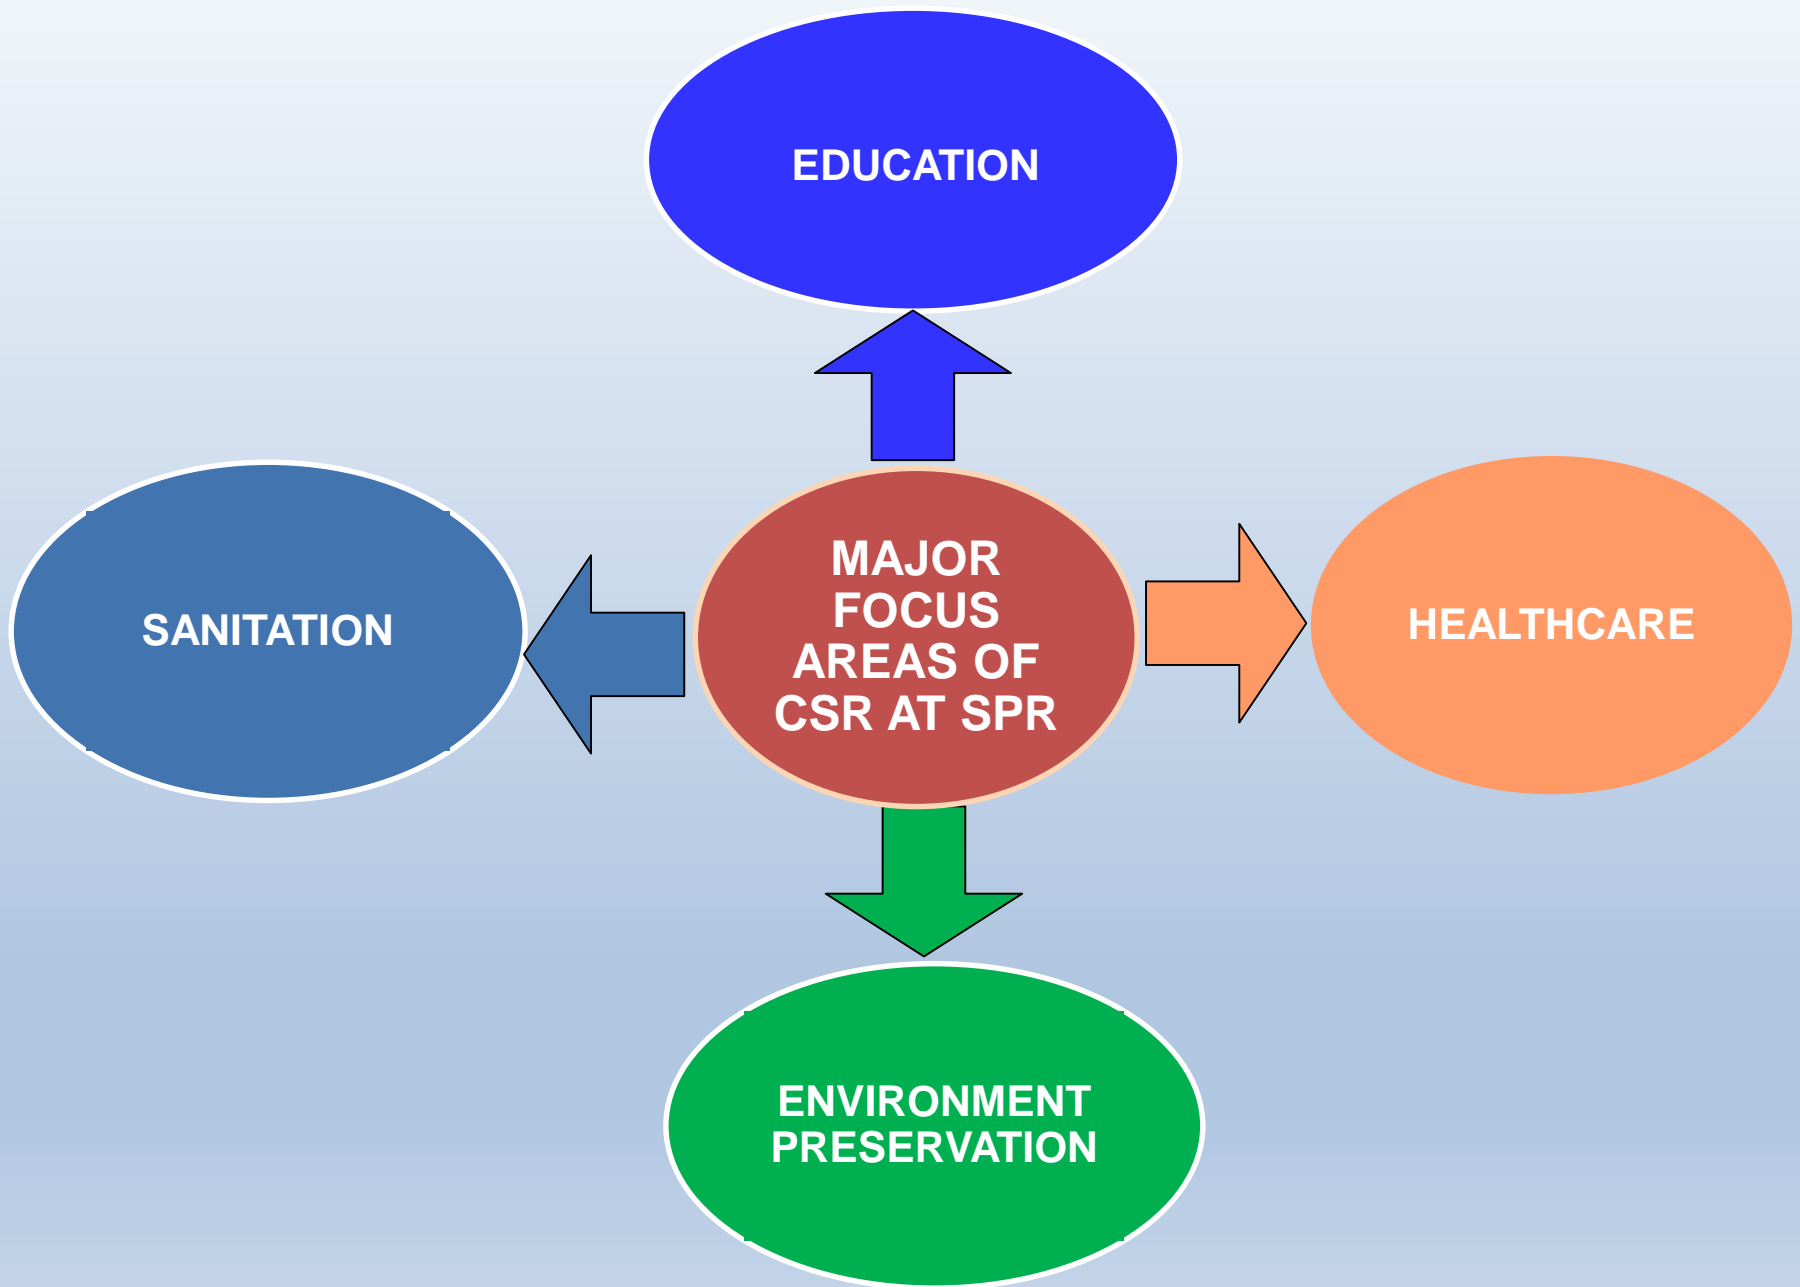 EDUCATION
SANITATION
MAJOR
FOCUS
AREAS OF
CSR AT SPR
HEALTHCARE
ENVIRONMENT
PRESERVATION